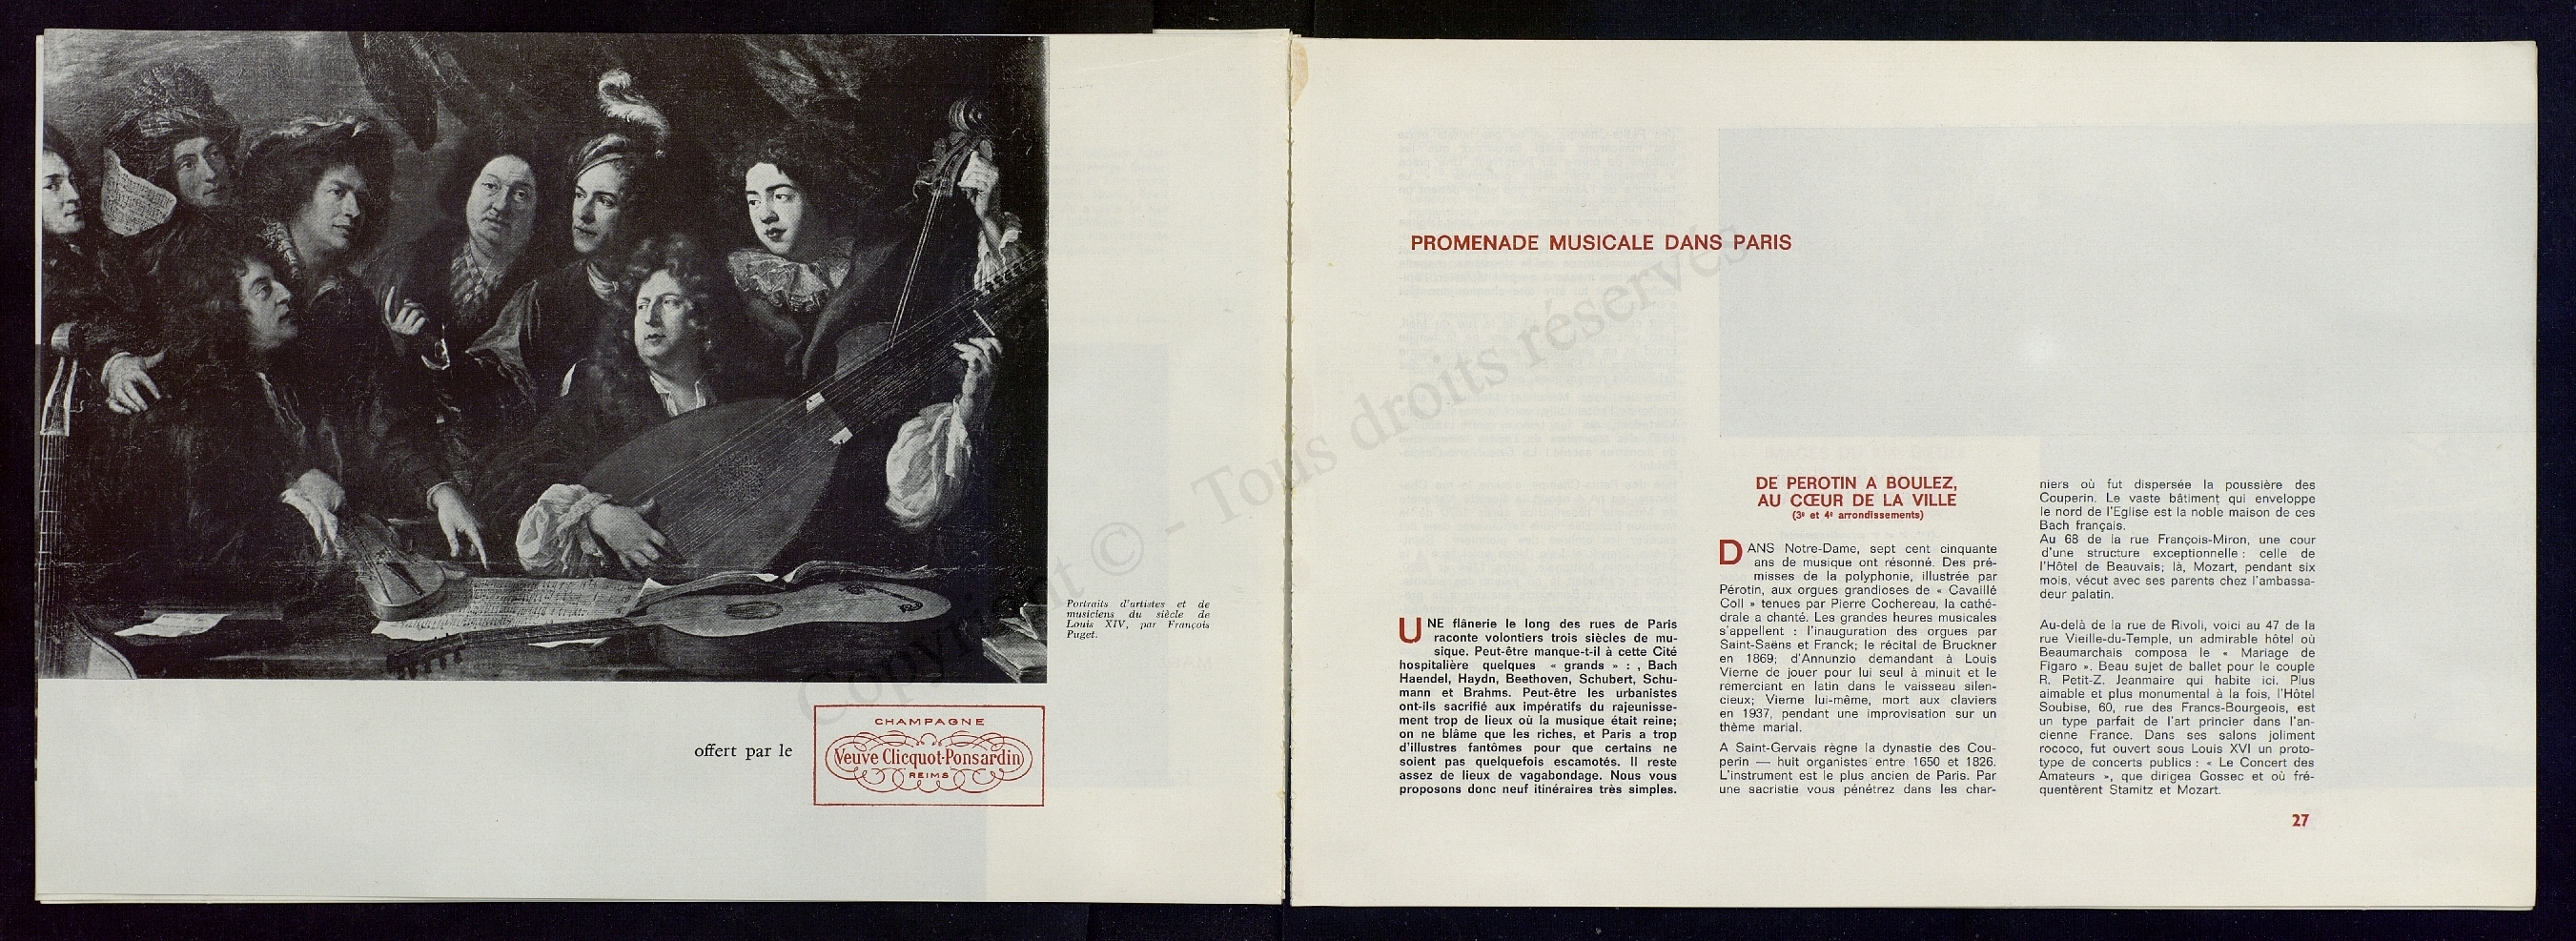 Portraits d'artistes et de
musiciens du siècle de
Louis XIV, par François
Puget.
offert par le
CHAMPAGNE
Veuve Clicquot-Ponsardin
REIMS
PROMENADE MUSICALE DANS PARIS
UNE flânerie le long des rues de Paris
raconte volontiers trois siècles de mu-
sique. Peut-être manque-t-il à cette Cité
hospitalière quelques « grands » : , Bach
Haendel, Haydn, Beethoven, Schubert, Schu-
mann et Brahms. Peut-être les urbanistes
ont-ils sacrifié aux impératifs du rajeunisse-
ment trop de lieux où la musique était reine;
on ne blâme que les riches, et Paris a trop
d'illustres fantômes pour que certains ne
soient pas quelquefois escamotés. Il reste
assez de lieux de vagabondage. Nous vous
proposons donc neuf itinéraires très simples.
DE PEROTIN A BOULEZ,
AU CŒUR DE LA VILLE
(3e et 4e arrondissements)
DANS Notre-Dame, sept cent cinquante
ans de musique ont résonné. Des pré-
misses de la polyphonie, illustrée par
Pérotin, aux orgues grandioses de « Cavaillé
Coll » tenues par Pierre Cochereau, la cathé-
drale a chanté. Les grandes heures musicales
s'appellent : l'inauguration des orgues par
Saint-Saëns et Franck; le récital de Bruckner
en 1869; d'Annunzio demandant à Louis
Vierne de jouer pour lui seul à minuit et le
remerciant en latin dans le vaisseau silen-
cieux; Vierne lui-même, mort aux claviers
en 1937, pendant une improvisation sur un
thème marial.
A Saint-Gervais règne la dynastie des Cou-
perin — huit organistes entre 1650 et 1826.
L'instrument est le plus ancien de Paris. Par
une sacristie vous pénétrez dans les char-
niers où fut dispersée la poussière des
Couperin. Le vaste bâtiment qui enveloppe
le nord de l'Eglise est la noble maison de ces
Bach français.
Au 68 de la rue François-Miron, une cour
d'une structure exceptionnelle : celle de
l'Hôtel de Beauvais; là, Mozart, pendant six
mois, vécut avec ses parents chez l'ambassa-
deur palatin.
Au-delà de la rue de Rivoli, voici au 47 de la
rue Vieille-du-Temple, un admirable hôtel où
Beaumarchais composa le « Mariage de
Figaro ». Beau sujet de ballet pour le couple
R. Petit-Z. Jeanmaire qui habite ici. Plus
aimable et plus monumental à la fois, l'Hôtel
Soubise, 60, rue des Francs-Bourgeois, est
un type parfait de l'art princier dans l'an-
cienne France. Dans ses salons joliment
rococo, fut ouvert sous Louis XVI un proto-
type de concerts publics : « Le Concert des
Amateurs », que dirigea Gossec et où fré-
quentèrent Stamitz et Mozart.
27
Copyright © - Tous droits réservés